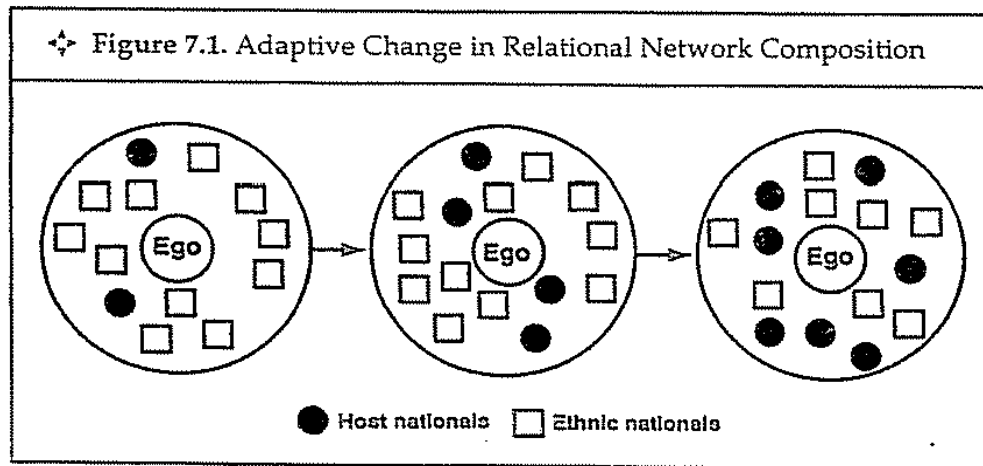 Figure 7.1. Adaptive Change in Relational Network Composition
Ego
Ego
Ego
Host nationals
Ethnic nationals